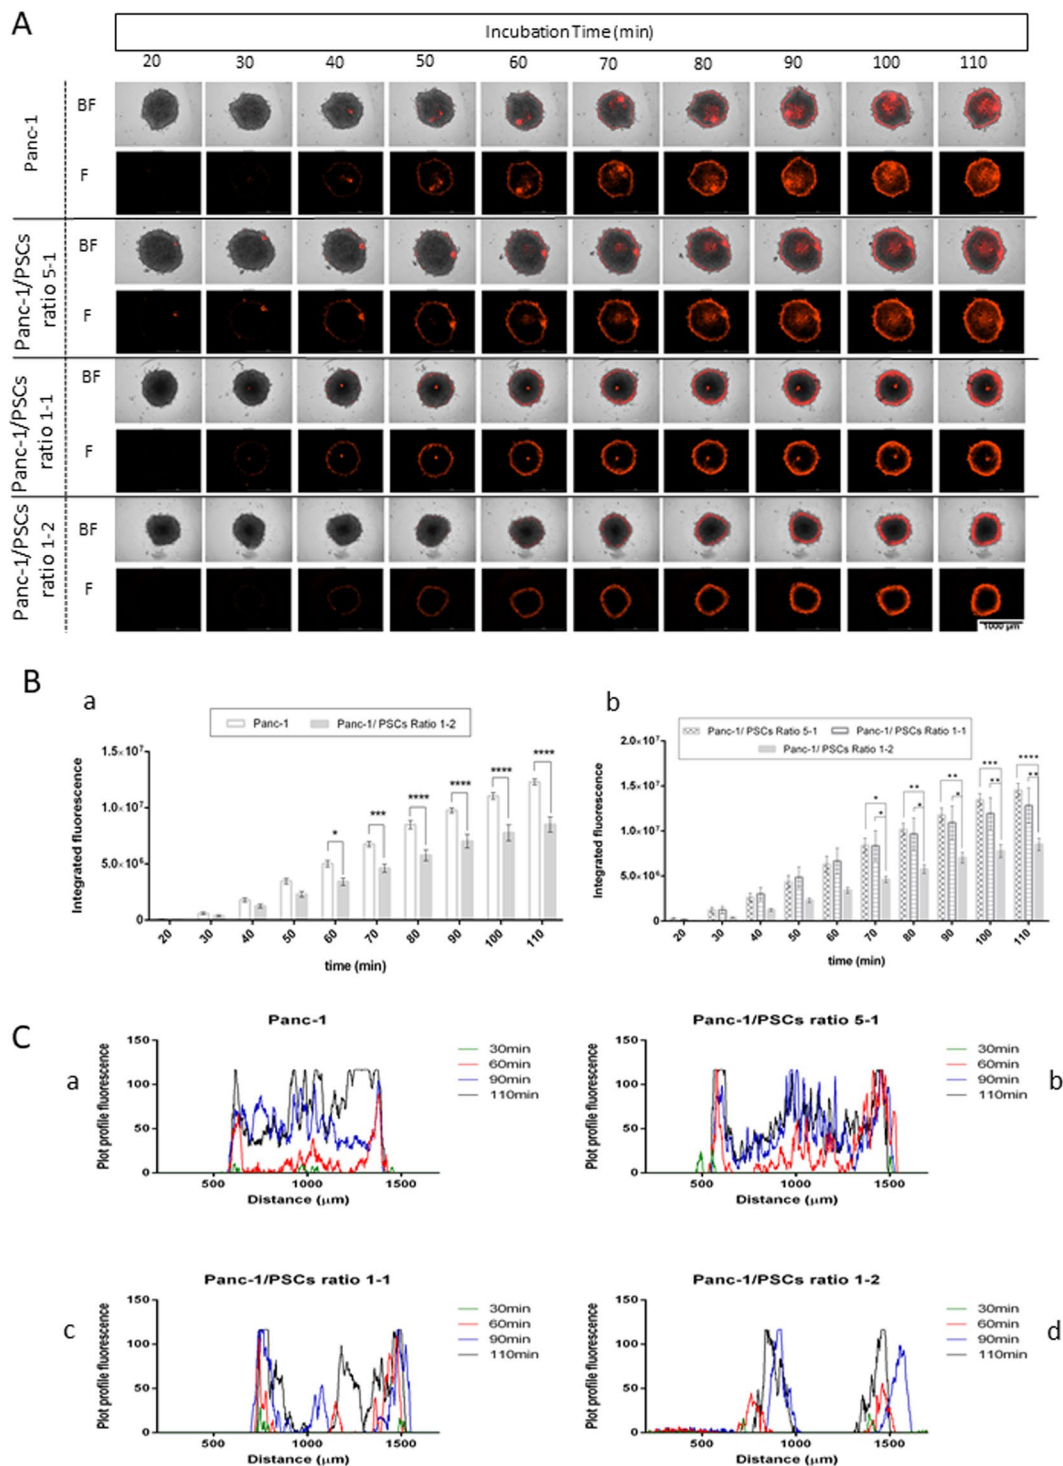 A
Incubation Time (min)
20 30 40 50 60 70 80 90 100 110
Panc-1
BF
F
Panc-1/PSCs
ratio 5-1
BF
F
Panc-1/PSCs
ratio 1-1
BF
F
Panc-1/PSCs
ratio 1-2
BF
F
1000 µm
B
a
Panc-1 Panc-1/ PSCs Ratio 1-2
Integrated fluorescence
1.5×10⁷
1.0×10⁷
5.0×10⁶
0
* *** **** **** **** ****
20 30 40 50 60 70 80 90 100 110
time (min)
b
Panc-1/ PSCs Ratio 5-1 Panc-1/ PSCs Ratio 1-1
Panc-1/ PSCs Ratio 1-2
Integrated fluorescence
2.0×10⁷
1.5×10⁷
1.0×10⁷
5.0×10⁶
0
* ** ** *** ****
* * * ** **
20 30 40 50 60 70 80 90 100 110
time (min)
C
a
Panc-1
Plot profile fluorescence
150
100
50
0
500 1000 1500
Distance (µm)
30min
60min
90min
110min
b
Panc-1/PSCs ratio 5-1
Plot profile fluorescence
150
100
50
0
500 1000 1500
Distance (µm)
30min
60min
90min
110min
c
Panc-1/PSCs ratio 1-1
Plot profile fluorescence
150
100
50
0
500 1000 1500
Distance (µm)
30min
60min
90min
110min
d
Panc-1/PSCs ratio 1-2
Plot profile fluorescence
150
100
50
0
500 1000 1500
Distance (µm)
30min
60min
90min
110min